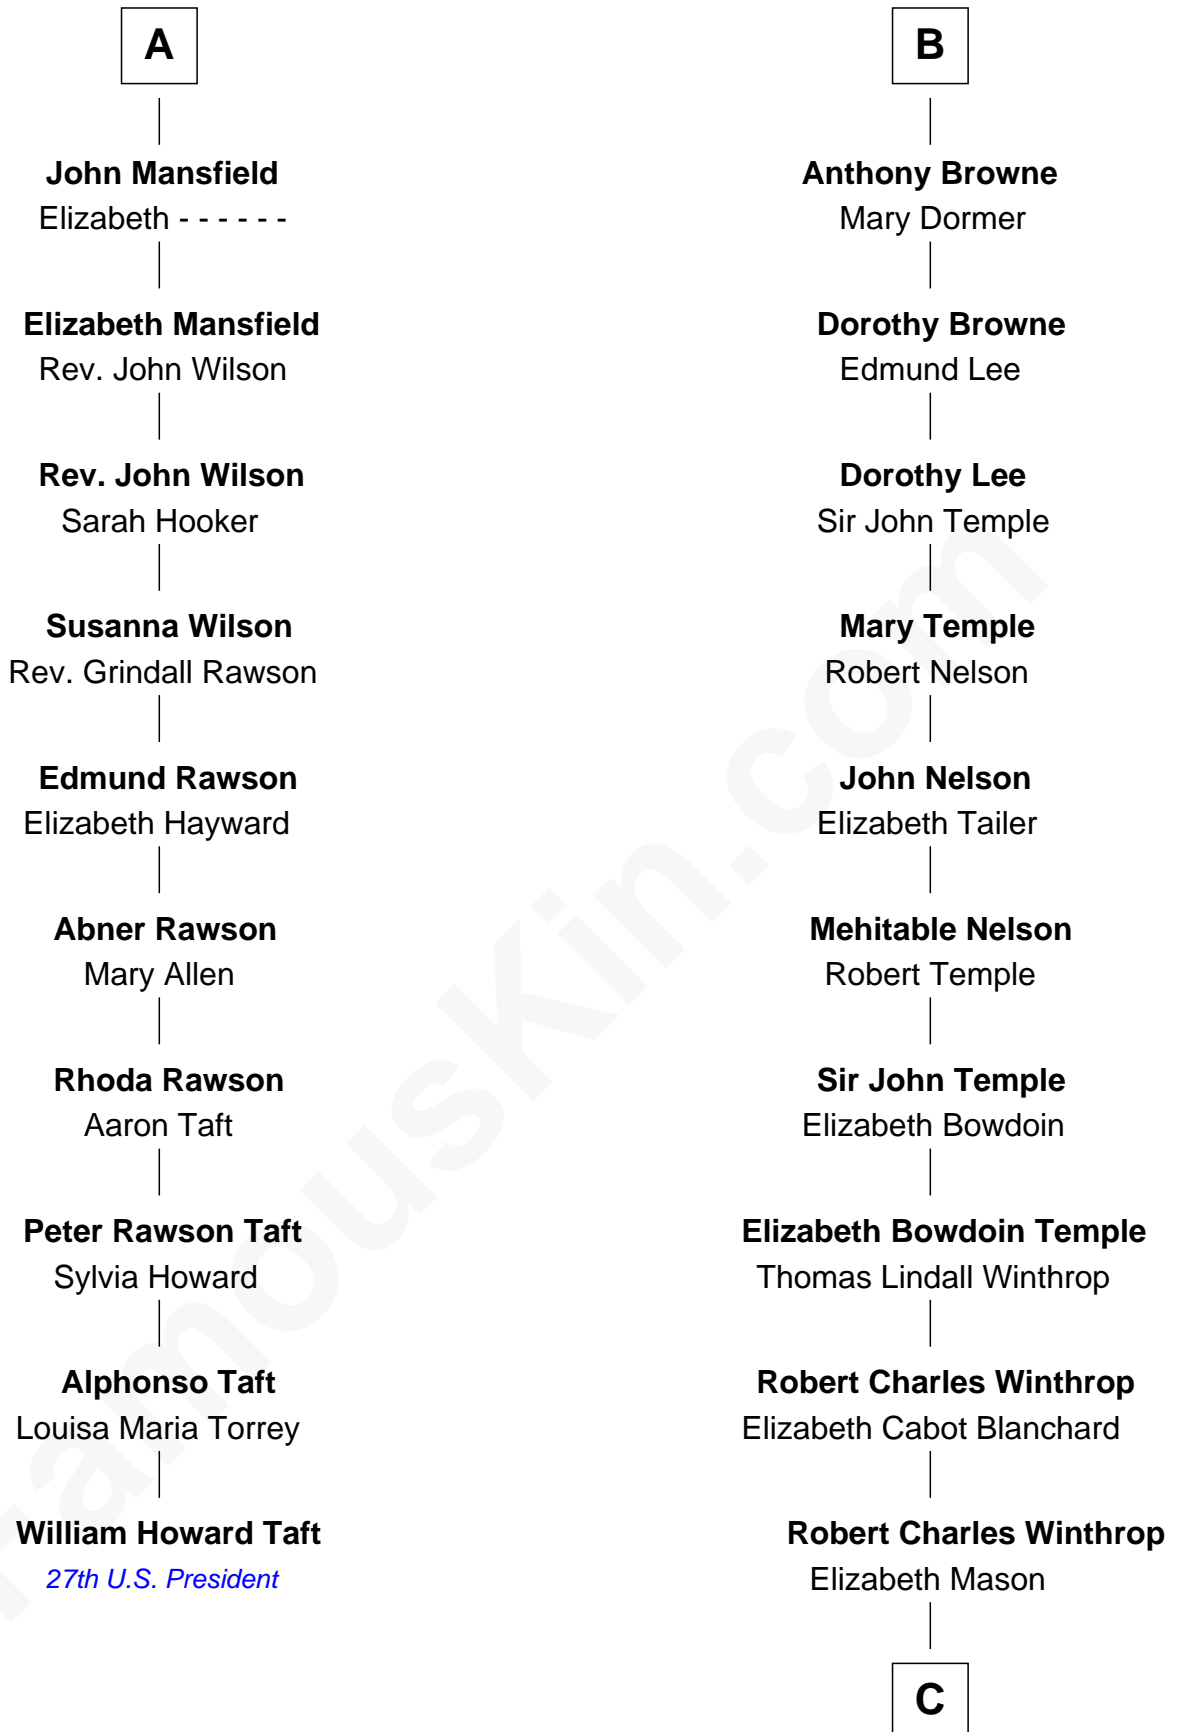 A
John Mansfield
Elizabeth - - - - - -
Elizabeth Mansfield
Rev. John Wilson
Rev. John Wilson
Sarah Hooker
Susanna Wilson
Rev. Grindall Rawson
Edmund Rawson
Elizabeth Hayward
Abner Rawson
Mary Allen
Rhoda Rawson
Aaron Taft
Peter Rawson Taft
Sylvia Howard
Alphonso Taft
Louisa Maria Torrey
William Howard Taft
27th U.S. President
B
Anthony Browne
Mary Dormer
Dorothy Browne
Edmund Lee
Dorothy Lee
Sir John Temple
Mary Temple
Robert Nelson
John Nelson
Elizabeth Tailer
Mehitable Nelson
Robert Temple
Sir John Temple
Elizabeth Bowdoin
Elizabeth Bowdoin Temple
Thomas Lindall Winthrop
Robert Charles Winthrop
Elizabeth Cabot Blanchard
Robert Charles Winthrop
Elizabeth Mason
C
FamousKin.com